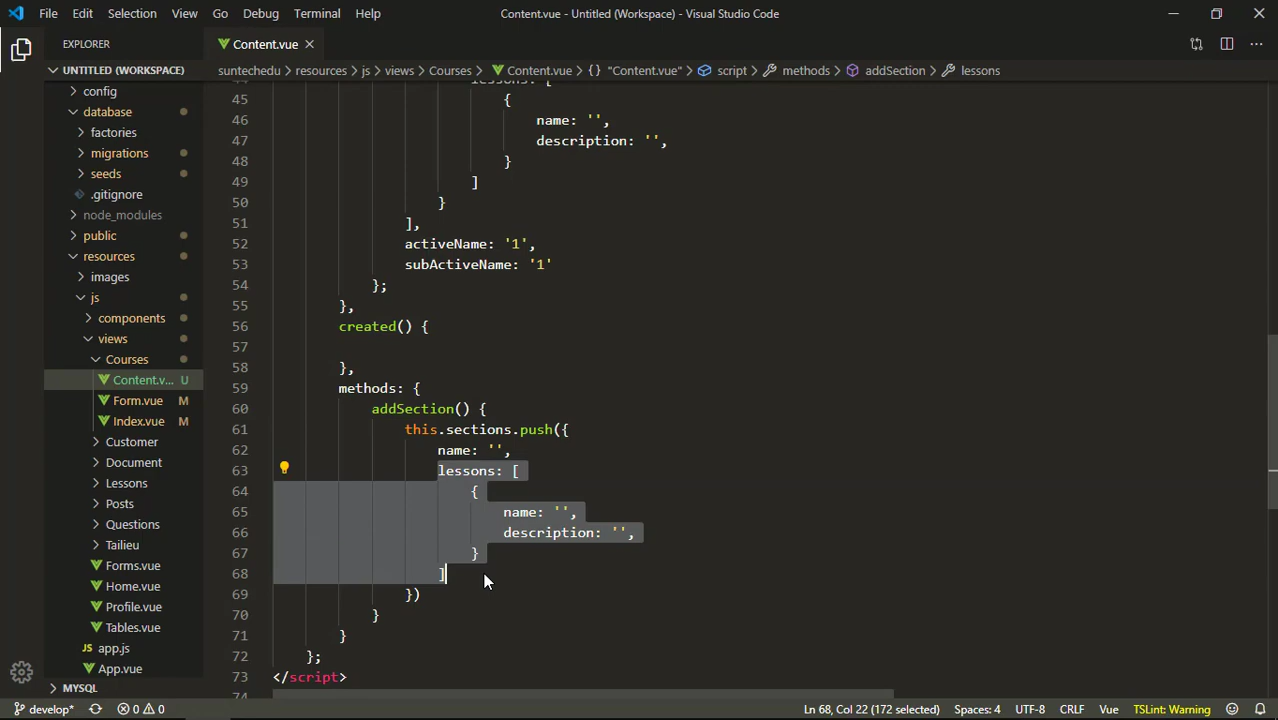 File Edit Selection View Go Debug Terminal Help Content.vue - Untitled (Workspace) - Visual Studio Code
EXPLORER
Content.vue
UNTITLED (WORKSPACE)
suntechedu > resources > js > views > Courses > Content.vue > {} "Content.vue" > script > methods > addSection > lessons
config
database
factories
migrations
seeds
.gitignore
node_modules
public
resources
images
js
components
views
Courses
Content.v... U
Form.vue M
Index.vue M
Customer
Document
Lessons
Posts
Questions
Tailieu
Forms.vue
Home.vue
Profile.vue
Tables.vue
app.js
App.vue
MYSQL
44 lessons: [
45 {
46 name: '',
47 description: '',
48 }
49 ]
50 }
51 ],
52 activeName: '1',
53 subActiveName: '1'
54 };
55 },
56 created() {
57
58 },
59 methods: {
60 addSection() {
61 this.sections.push({
62 name: '',
63 lessons: [
64 {
65 name: '',
66 description: '',
67 }
68 ]
69 })
70 }
71 }
72 };
73 </script>
74
develop* 0 0 Ln 68, Col 22 (172 selected) Spaces: 4 UTF-8 CRLF Vue TSLint: Warning